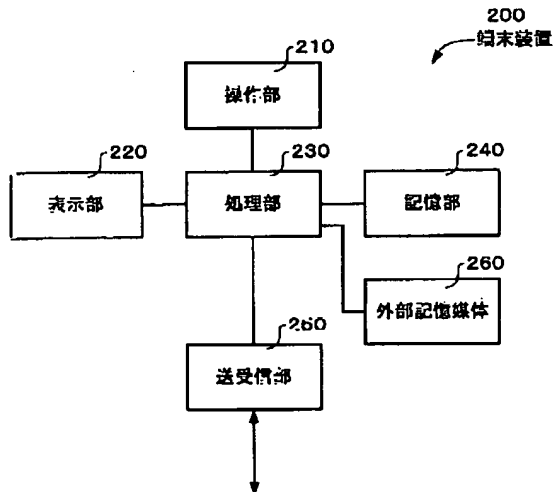 200
端末装置
210
操作部
220
表示部
230
処理部
240
記憶部
260
外部記憶媒体
260
送受信部